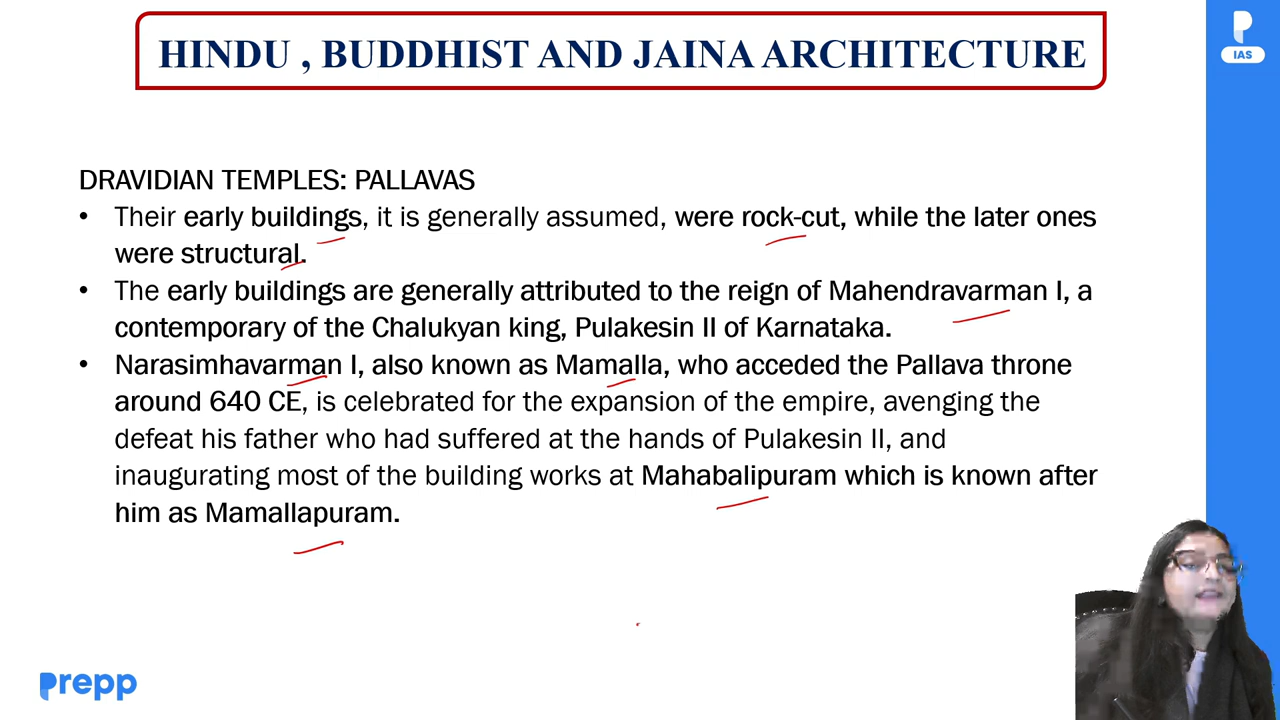 HINDU , BUDDHIST AND JAINA ARCHITECTURE
IAS
DRAVIDIAN TEMPLES: PALLAVAS
• Their early buildings, it is generally assumed, were rock-cut, while the later ones
were structural.
• The early buildings are generally attributed to the reign of Mahendravarman I, a
contemporary of the Chalukyan king, Pulakesin II of Karnataka.
• Narasimhavarman I, also known as Mamalla, who acceded the Pallava throne
around 640 CE, is celebrated for the expansion of the empire, avenging the
defeat his father who had suffered at the hands of Pulakesin II, and
inaugurating most of the building works at Mahabalipuram which is known after
him as Mamallapuram.
prepp